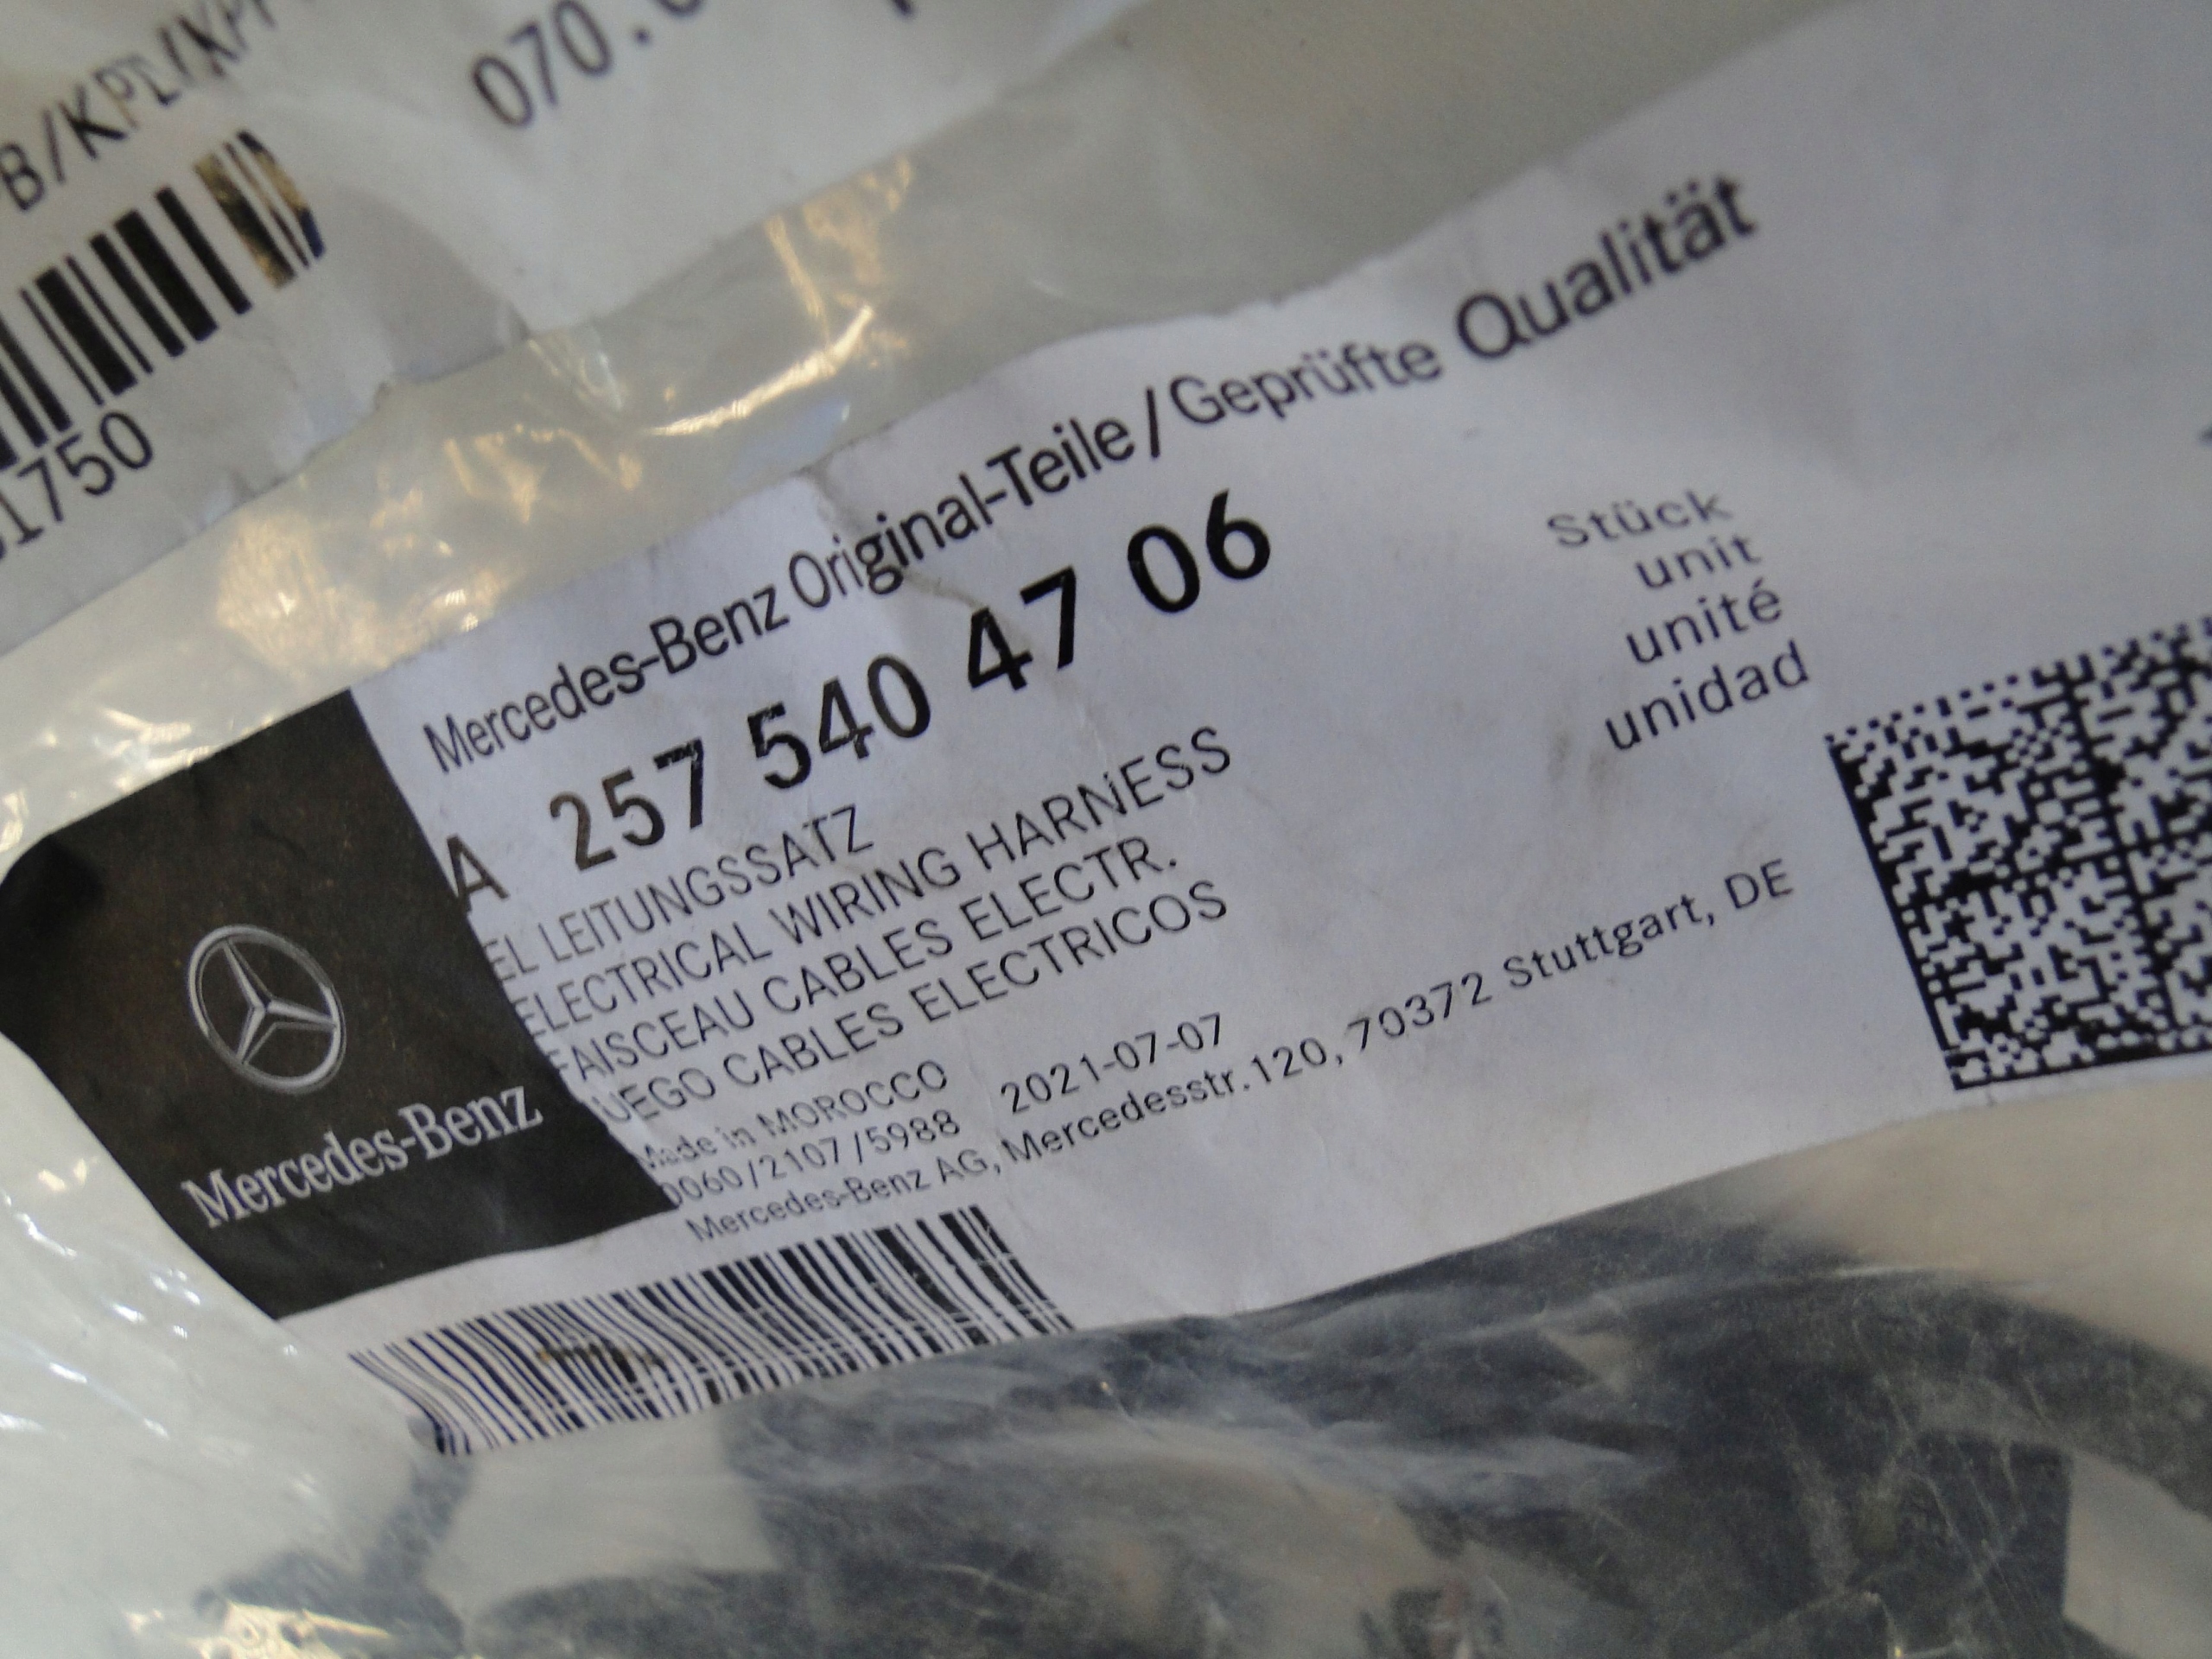 B/KPL/KPL
070.
1750
Mercedes-Benz Original-Teile / Geprüfte Qualität
A 257 540 47 06
EL LEITUNGSSATZ
ELECTRICAL WIRING HARNESS
FAISCEAU CABLES ELECTR.
JUEGO CABLES ELECTRICOS
Stück
unit
unité
unidad
Made in MOROCCO
0060/2107/5988 2021-07-07
Mercedes-Benz AG, Mercedesstr.120, 70372 Stuttgart, DE
Mercedes-Benz